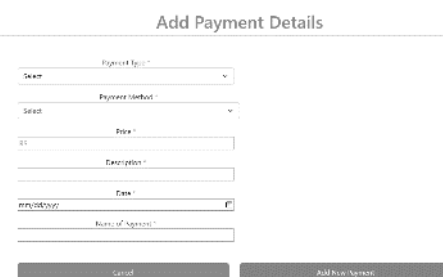 Add Payment Details
Payment Type *
Select
Payment Method *
Select
Price *
Description *
Date *
mm/dd/yyyy
Name of Payment *
Cancel
Add New Payment